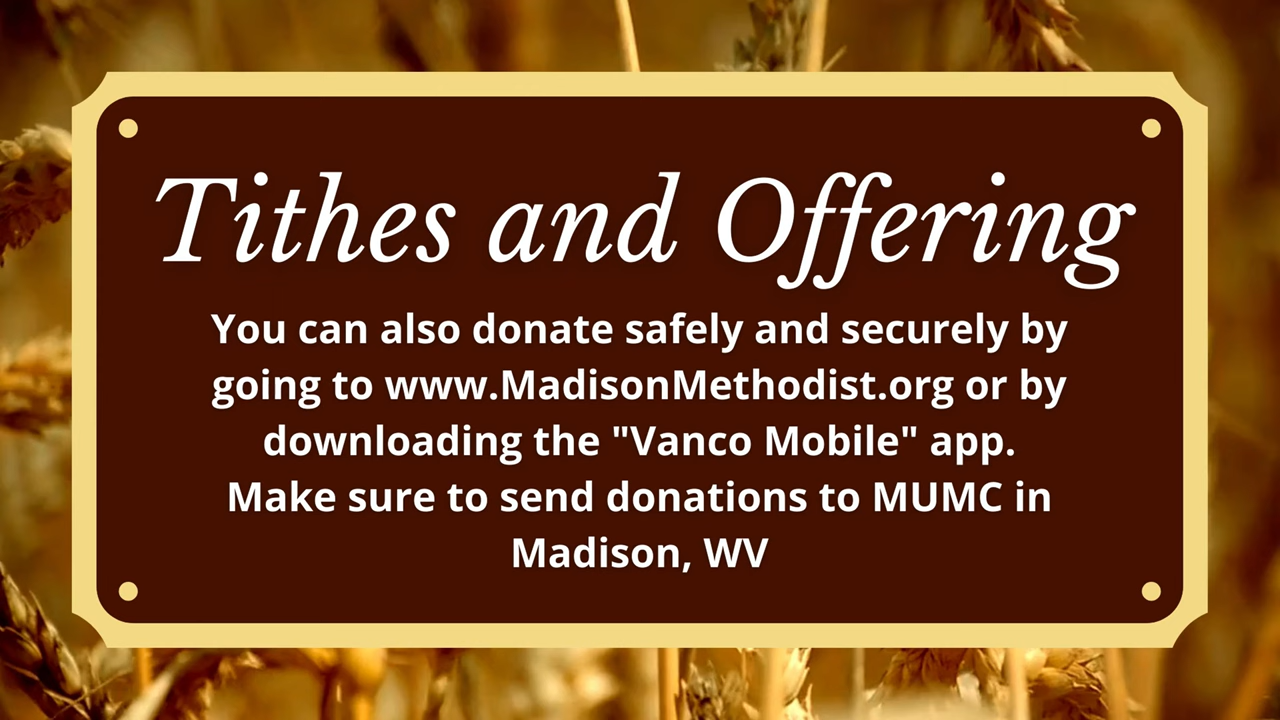 Tithes and Offering
You can also donate safely and securely by
going to www.MadisonMethodist.org or by
downloading the "Vanco Mobile" app.
Make sure to send donations to MUMC in
Madison, WV